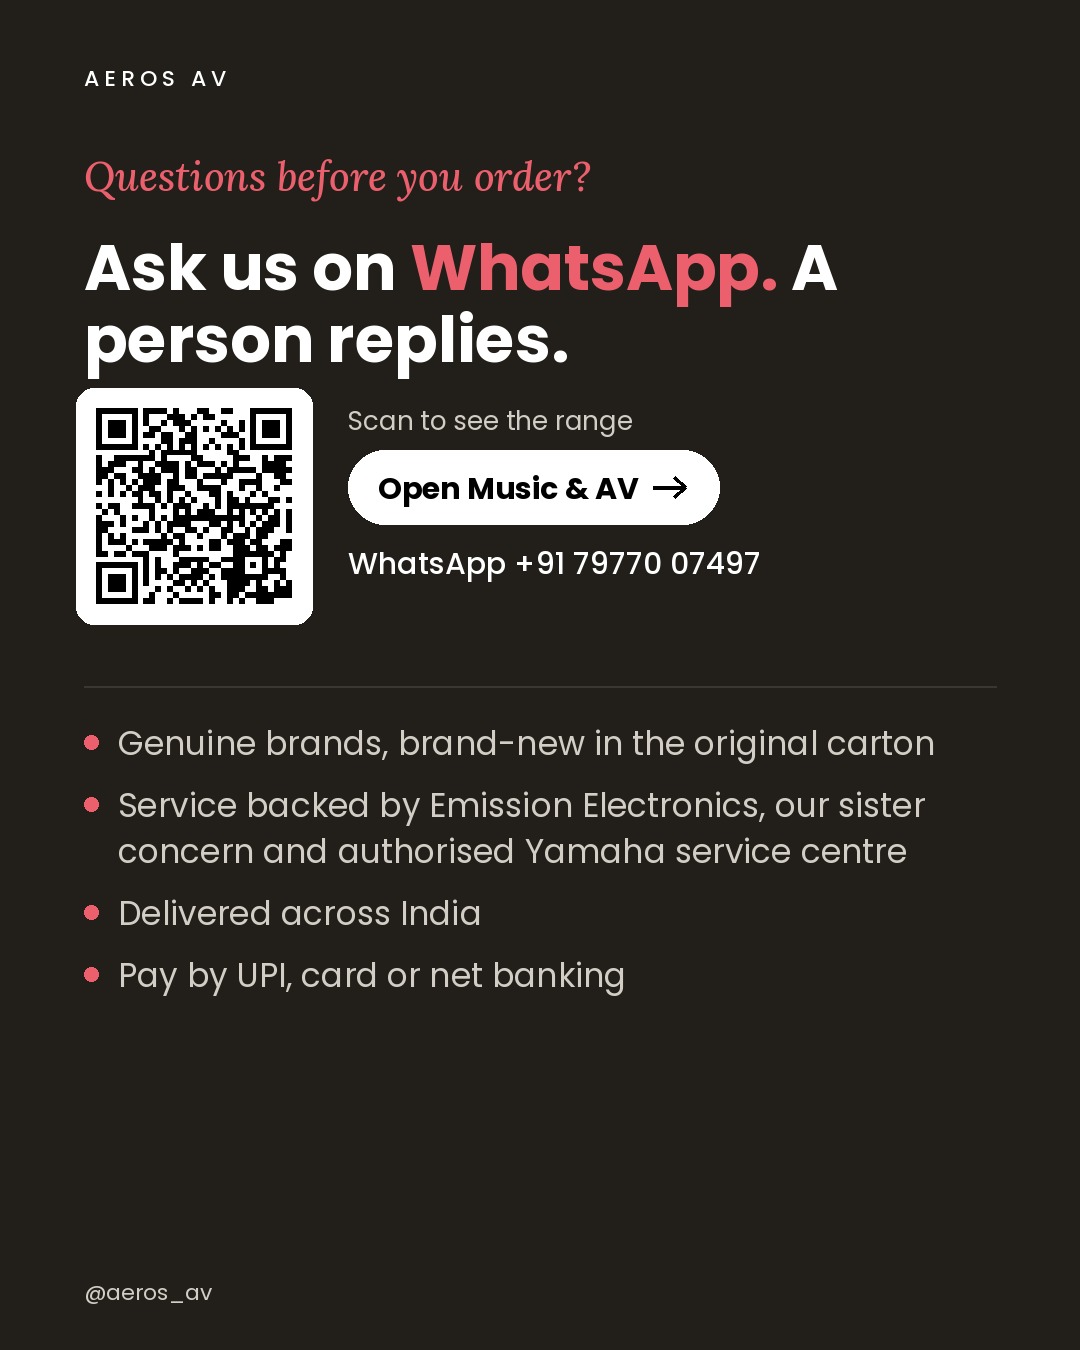 AEROS AV
Questions before you order?
Ask us on WhatsApp. A
person replies.
Scan to see the range
Open Music & AV →
WhatsApp +91 79770 07497
Genuine brands, brand-new in the original carton
Service backed by Emission Electronics, our sister
concern and authorised Yamaha service centre
Delivered across India
Pay by UPI, card or net banking
@aeros_av